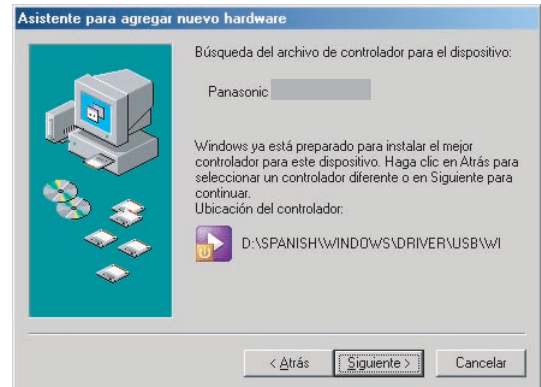 Asistente para agregar nuevo hardware
Búsqueda del archivo de controlador para el dispositivo:
Panasonic
Windows ya está preparado para instalar el mejor
controlador para este dispositivo. Haga clic en Atrás para
seleccionar un controlador diferente o en Siguiente para
continuar.
Ubicación del controlador:
D:\SPANISH\WINDOWS\DRIVER\USB\WI
< Atrás
Siguiente >
Cancelar